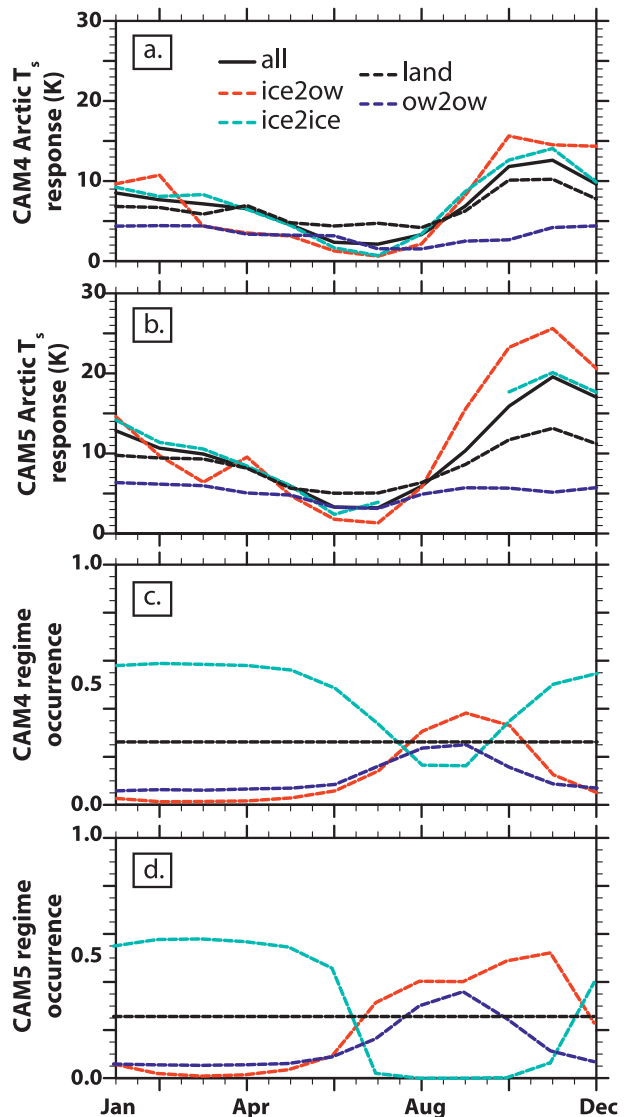 30
a.
all
land
ice2ow
ow2ow
ice2ice
20
10
0
CAM4 Arctic Ts
response (K)
30
b.
20
10
0
CAM5 Arctic Ts
response (K)
1.0
c.
0.5
0.0
CAM4 regime
occurrence
1.0
d.
0.5
0.0
CAM5 regime
occurrence
Jan Apr Aug Dec